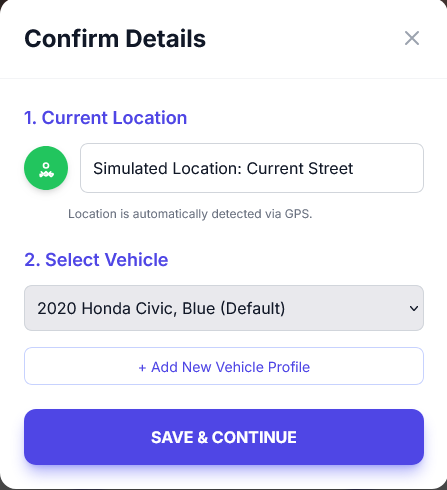 Confirm Details
1. Current Location
Simulated Location: Current Street
Location is automatically detected via GPS.
2. Select Vehicle
2020 Honda Civic, Blue (Default)
+ Add New Vehicle Profile
SAVE & CONTINUE